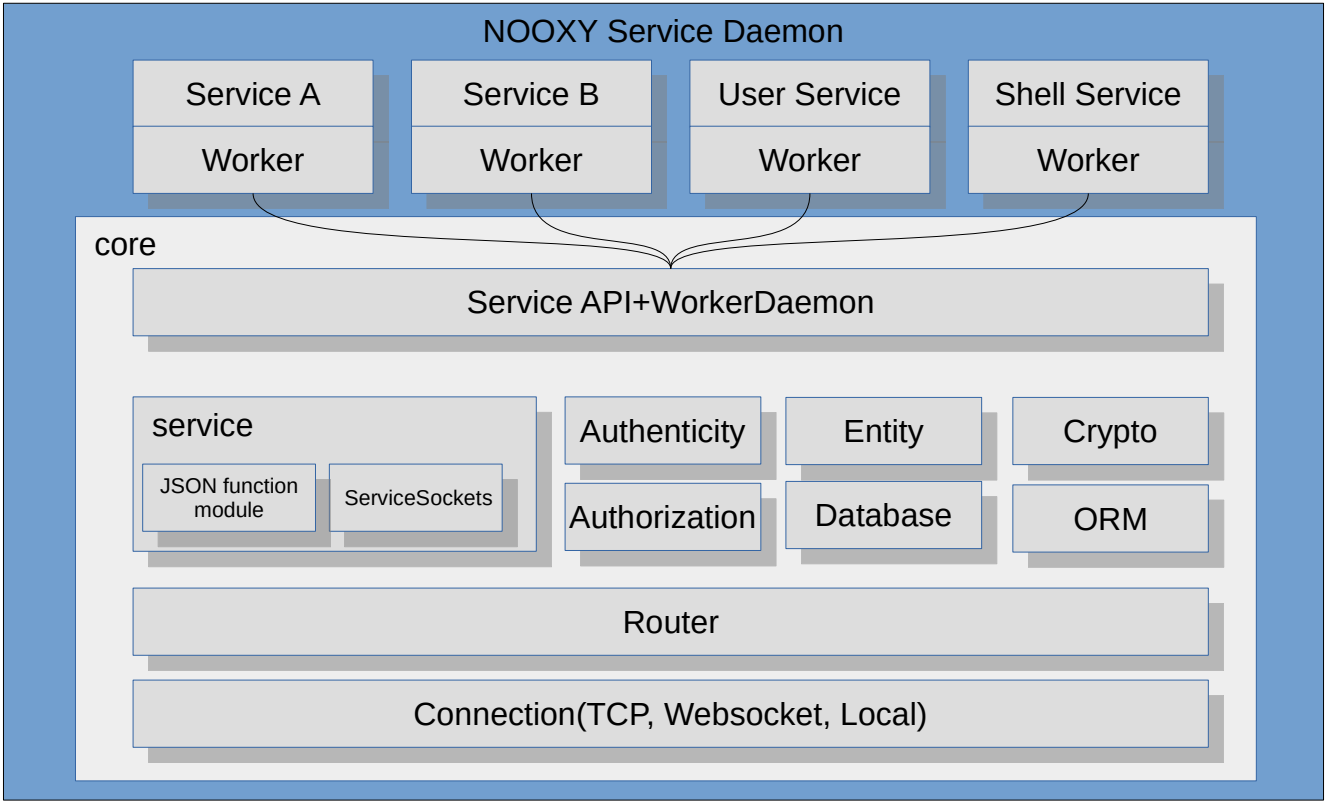 NOOXY Service Daemon
Service A
Service B
User Service
Shell Service
Worker
Worker
Worker
Worker
core
Service API+WorkerDaemon
service
Authenticity
Entity
Crypto
JSON function
module
ServiceSockets
Authorization
Database
ORM
Router
Connection(TCP, Websocket, Local)